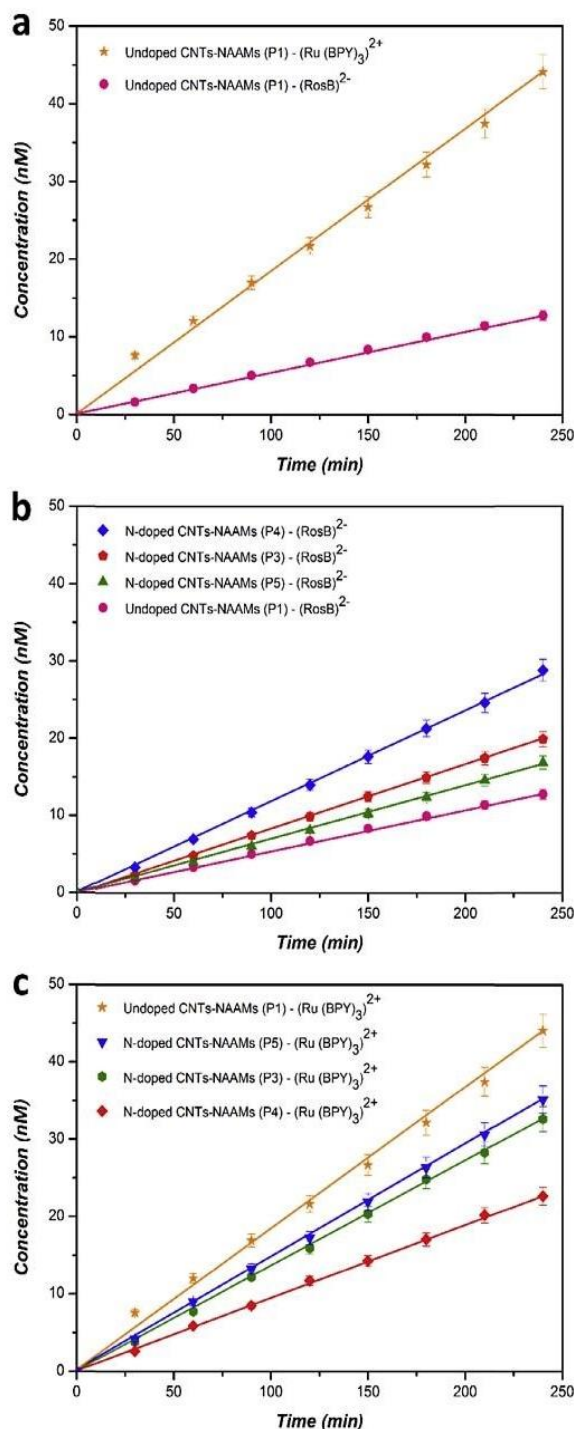 a
50
Undoped CNTs-NAAMs (P1) - (Ru (BPY)3)2+
Undoped CNTs-NAAMs (P1) - (RosB)2-
40
30
20
10
0
Concentration (nM)
0 50 100 150 200 250
Time (min)
b
50
N-doped CNTs-NAAMs (P4) - (RosB)2-
N-doped CNTs-NAAMs (P3) - (RosB)2-
N-doped CNTs-NAAMs (P5) - (RosB)2-
Undoped CNTs-NAAMs (P1) - (RosB)2-
40
30
20
10
0
Concentration (nM)
0 50 100 150 200 250
Time (min)
c
50
Undoped CNTs-NAAMs (P1) - (Ru (BPY)3)2+
N-doped CNTs-NAAMs (P5) - (Ru (BPY)3)2+
N-doped CNTs-NAAMs (P3) - (Ru (BPY)3)2+
N-doped CNTs-NAAMs (P4) - (Ru (BPY)3)2+
40
30
20
10
0
Concentration (nM)
0 50 100 150 200 250
Time (min)